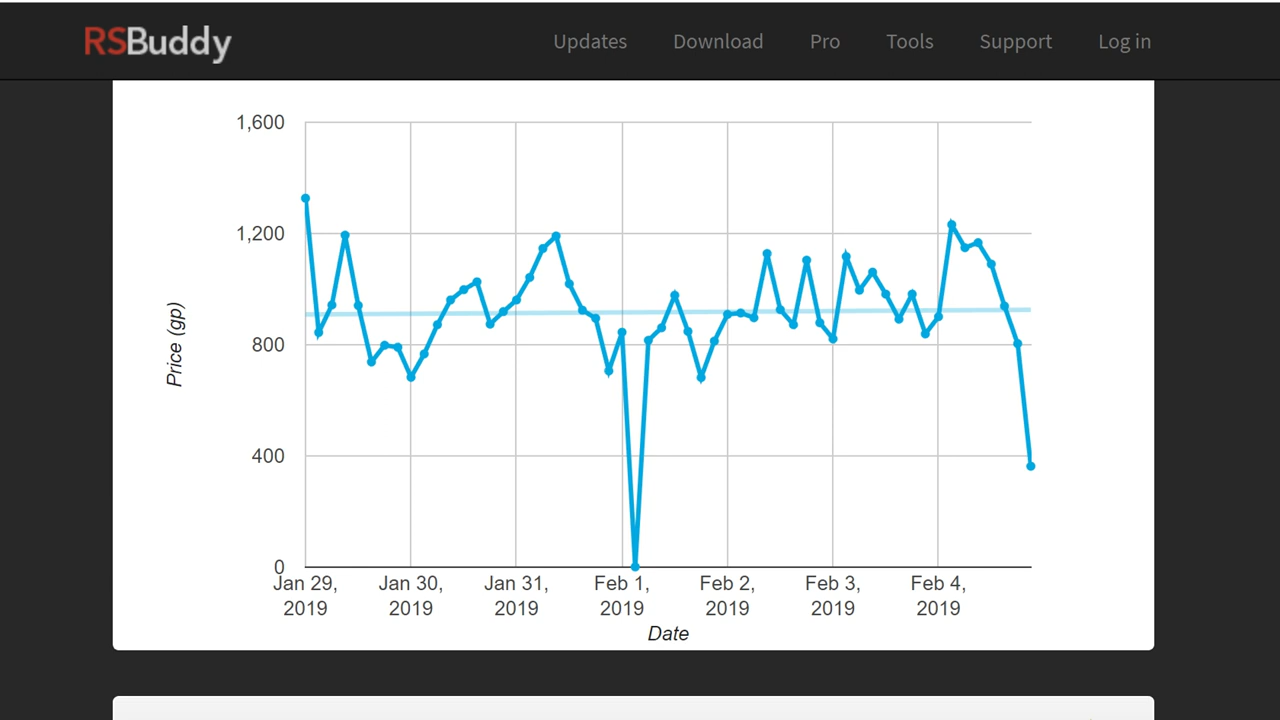 RSBuddy Updates Download Pro Tools Support Log in
1,600
1,200
800
400
0
Price (gp)
Jan 29, Jan 30, Jan 31, Feb 1, Feb 2, Feb 3, Feb 4,
2019 2019 2019 2019 2019 2019 2019
Date